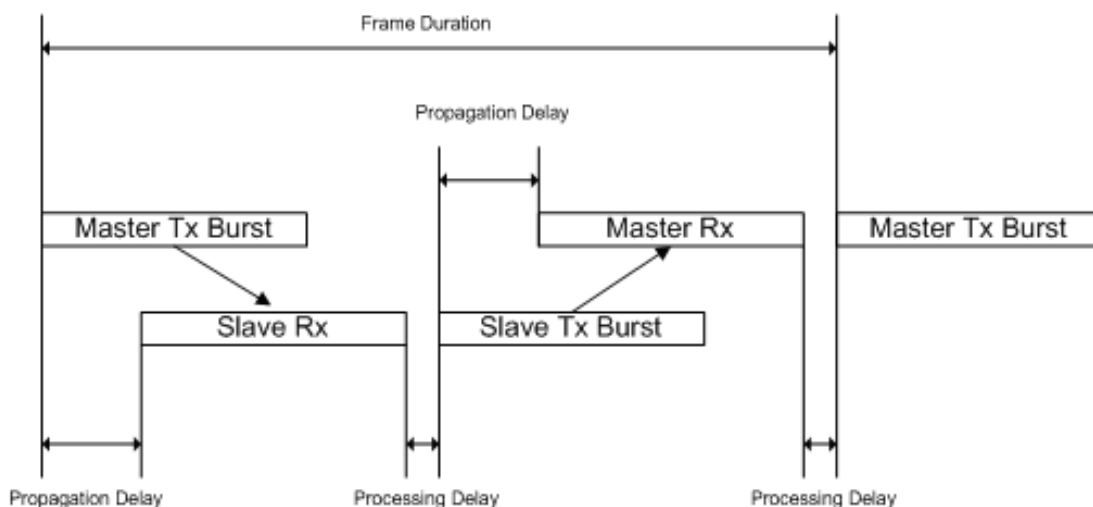 Frame Duration
Propagation Delay
Master Tx Burst
Master Rx
Master Tx Burst
Slave Rx
Slave Tx Burst
Propagation Delay
Processing Delay
Processing Delay